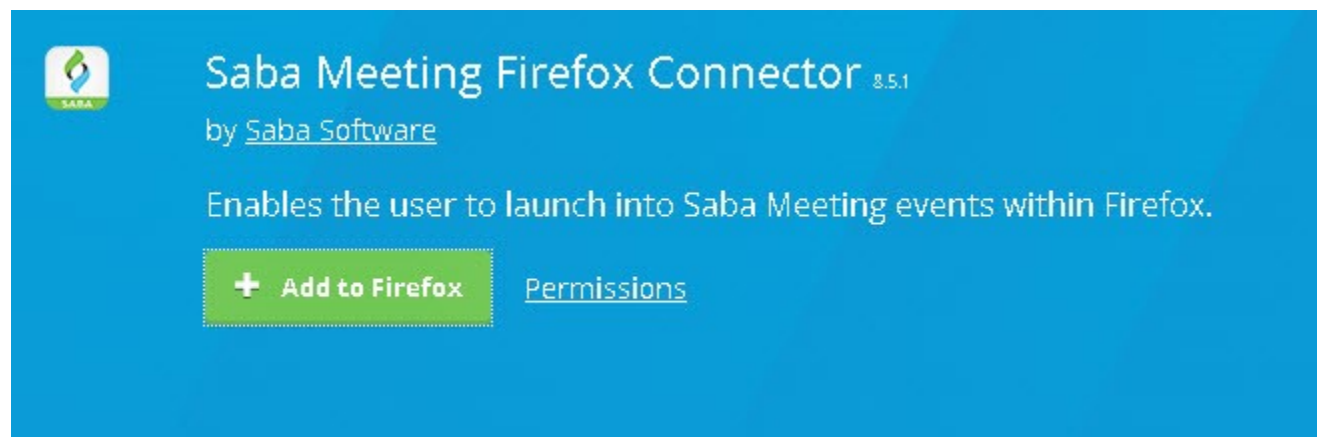 SABA
Saba Meeting Firefox Connector 8.5.1
by Saba Software
Enables the user to launch into Saba Meeting events within Firefox.
+ Add to Firefox
Permissions